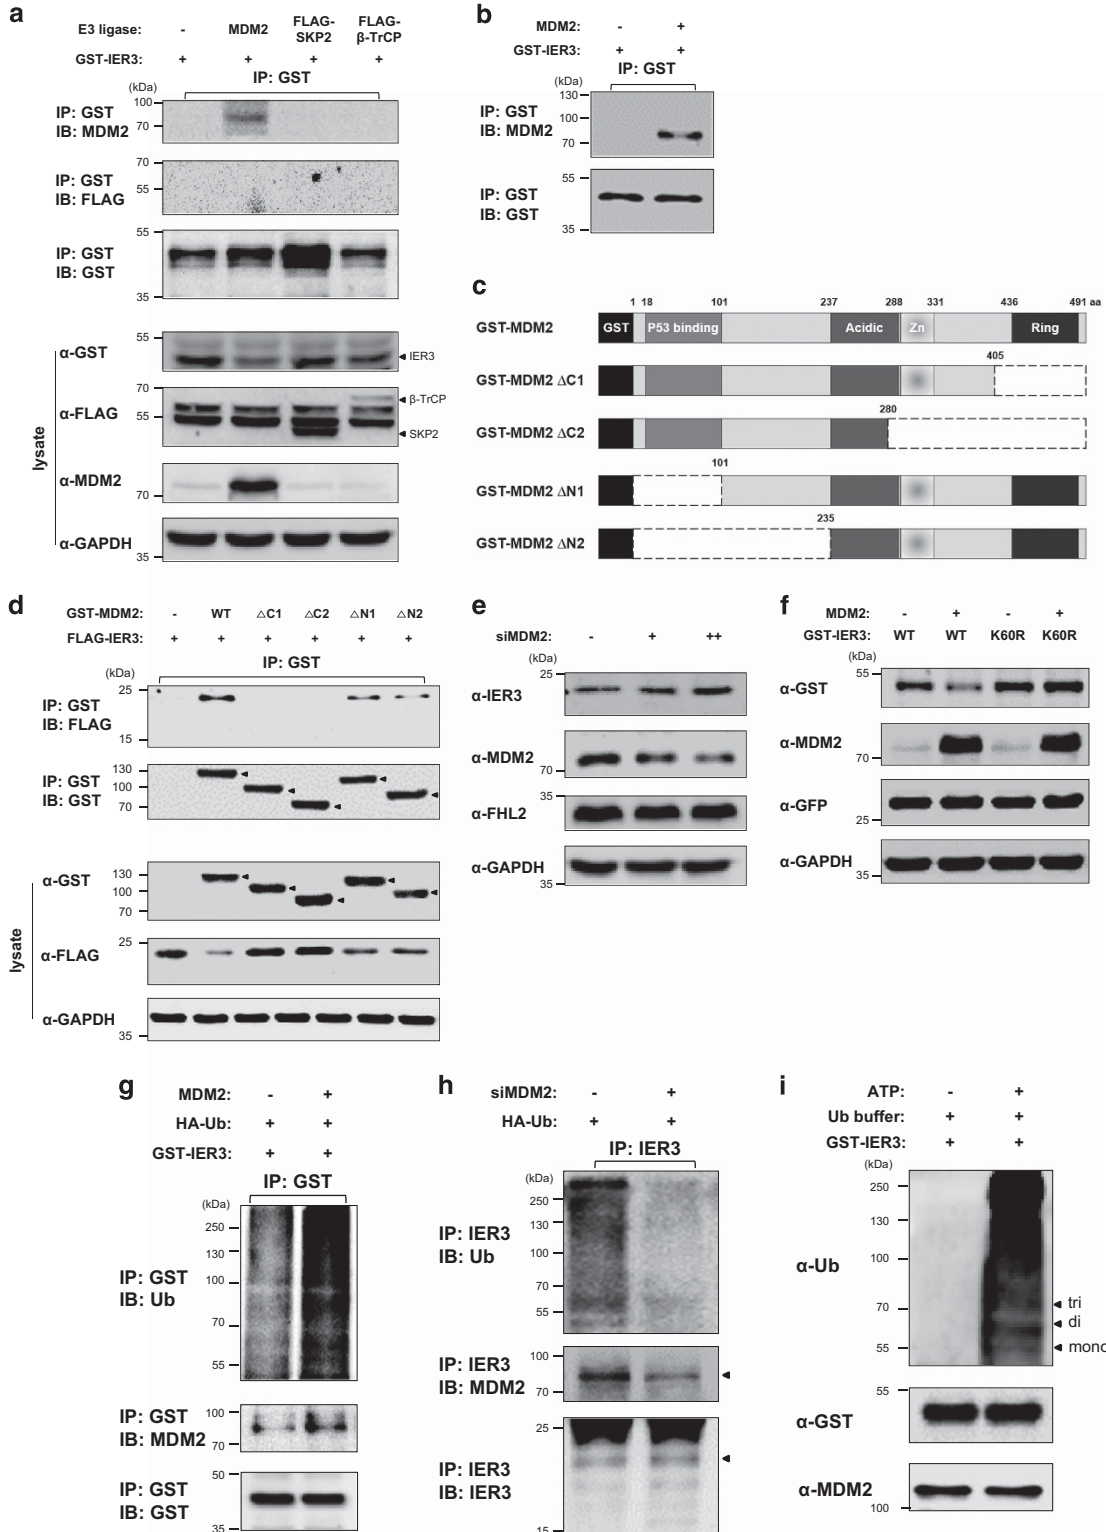 a
E3 ligase: - MDM2 FLAG-SKP2 FLAG-β-TrCP
GST-IER3: + + + +
IP: GST
(kDa)
100
70
IP: GST
IB: MDM2
70
55
IP: GST
IB: FLAG
55
35
IP: GST
IB: GST
lysate
55
α-GST
IER3
70
55
α-FLAG
β-TrCP
SKP2
α-MDM2
70
α-GAPDH
35
b
MDM2: - +
GST-IER3: + +
IP: GST
(kDa)
130
100
70
IP: GST
IB: MDM2
55
35
IP: GST
IB: GST
c
1 18 101 237 288 331 436 491 aa
GST-MDM2 GST P53 binding Acidic Zn Ring
405
GST-MDM2 ΔC1
280
GST-MDM2 ΔC2
101
GST-MDM2 ΔN1
235
GST-MDM2 ΔN2
d
GST-MDM2: - WT △C1 △C2 △N1 △N2
FLAG-IER3: + + + + + +
IP: GST
(kDa)
25
15
IP: GST
IB: FLAG
130
100
70
IP: GST
IB: GST
lysate
130
100
70
α-GST
25
α-FLAG
α-GAPDH
35
e
siMDM2: - + ++
(kDa)
25
α-IER3
α-MDM2
70
35
α-FHL2
α-GAPDH
35
f
MDM2: - + - +
GST-IER3: WT WT K60R K60R
(kDa)
55
α-GST
α-MDM2
70
α-GFP
25
α-GAPDH
35
g
MDM2: - +
HA-Ub: + +
GST-IER3: + +
IP: GST
(kDa)
250
130
100
70
55
IP: GST
IB: Ub
100
70
IP: GST
IB: MDM2
50
35
IP: GST
IB: GST
h
siMDM2: - +
HA-Ub: + +
IP: IER3
(kDa)
250
130
100
70
55
IP: IER3
IB: Ub
100
70
IP: IER3
IB: MDM2
25
15
IP: IER3
IB: IER3
i
ATP: - +
Ub buffer: + +
GST-IER3: + +
(kDa)
250
130
100
70
55
α-Ub
tri
di
mono
55
α-GST
α-MDM2
100